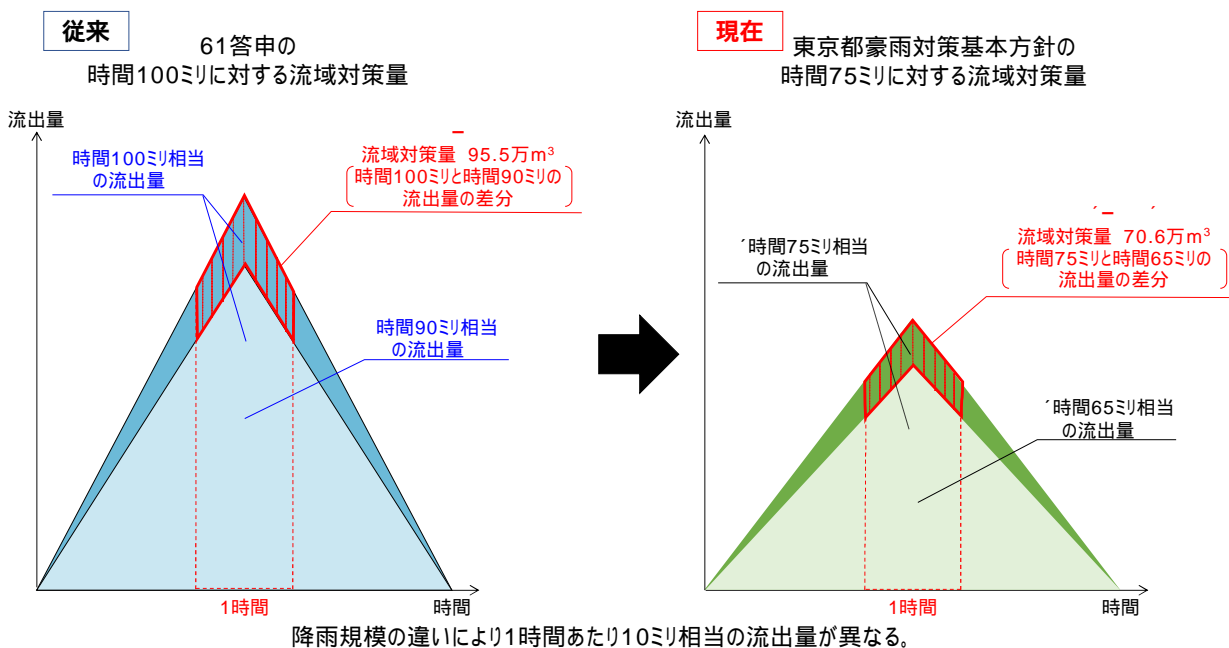 従来
61答申の
時間100ミリに対する流域対策量
流出量
時間100ミリ相当
の流出量
流域対策量 95.5万m³
時間100ミリと時間90ミリの
流出量の差分
時間90ミリ相当
の流出量
1時間
時間
現在
東京都豪雨対策基本方針の
時間75ミリに対する流域対策量
流出量
´時間75ミリ相当
の流出量
流域対策量 70.6万m³
時間75ミリと時間65ミリの
流出量の差分
´時間65ミリ相当
の流出量
1時間
時間
降雨規模の違いにより1時間あたり10ミリ相当の流出量が異なる。